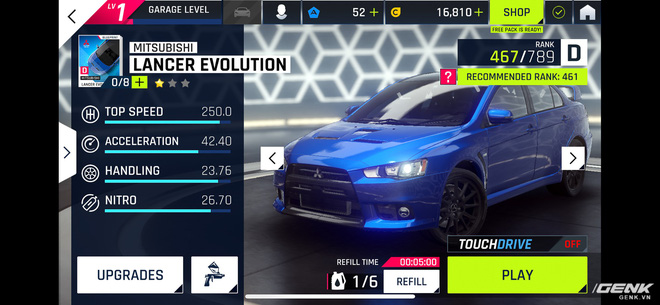 LV 1
GARAGE LEVEL
52 +
16,810 +
SHOP
FREE PACK IS READY!
BLUEPRINT
D
LANCER EVO
MITSUBISHI
LANCER EVOLUTION
0/8 +
RANK
467/789 D
? RECOMMENDED RANK: 461
TOP SPEED 250.0
ACCELERATION 42.40
HANDLING 23.76
NITRO 26.70
TOUCHDRIVE OFF
REFILL TIME 00:05:00
UPGRADES
1/6 REFILL
PLAY
/GENK
GENK.VN